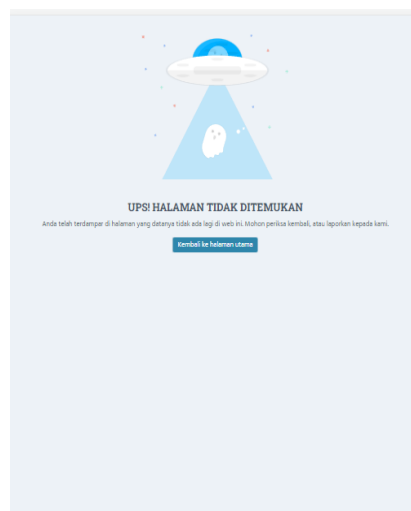 UPS! HALAMAN TIDAK DITEMUKAN
Anda telah terdampar di halaman yang datanya tidak ada lagi di web ini. Mohon periksa kembali, atau laporkan kepada kami.
Kembali ke halaman utama